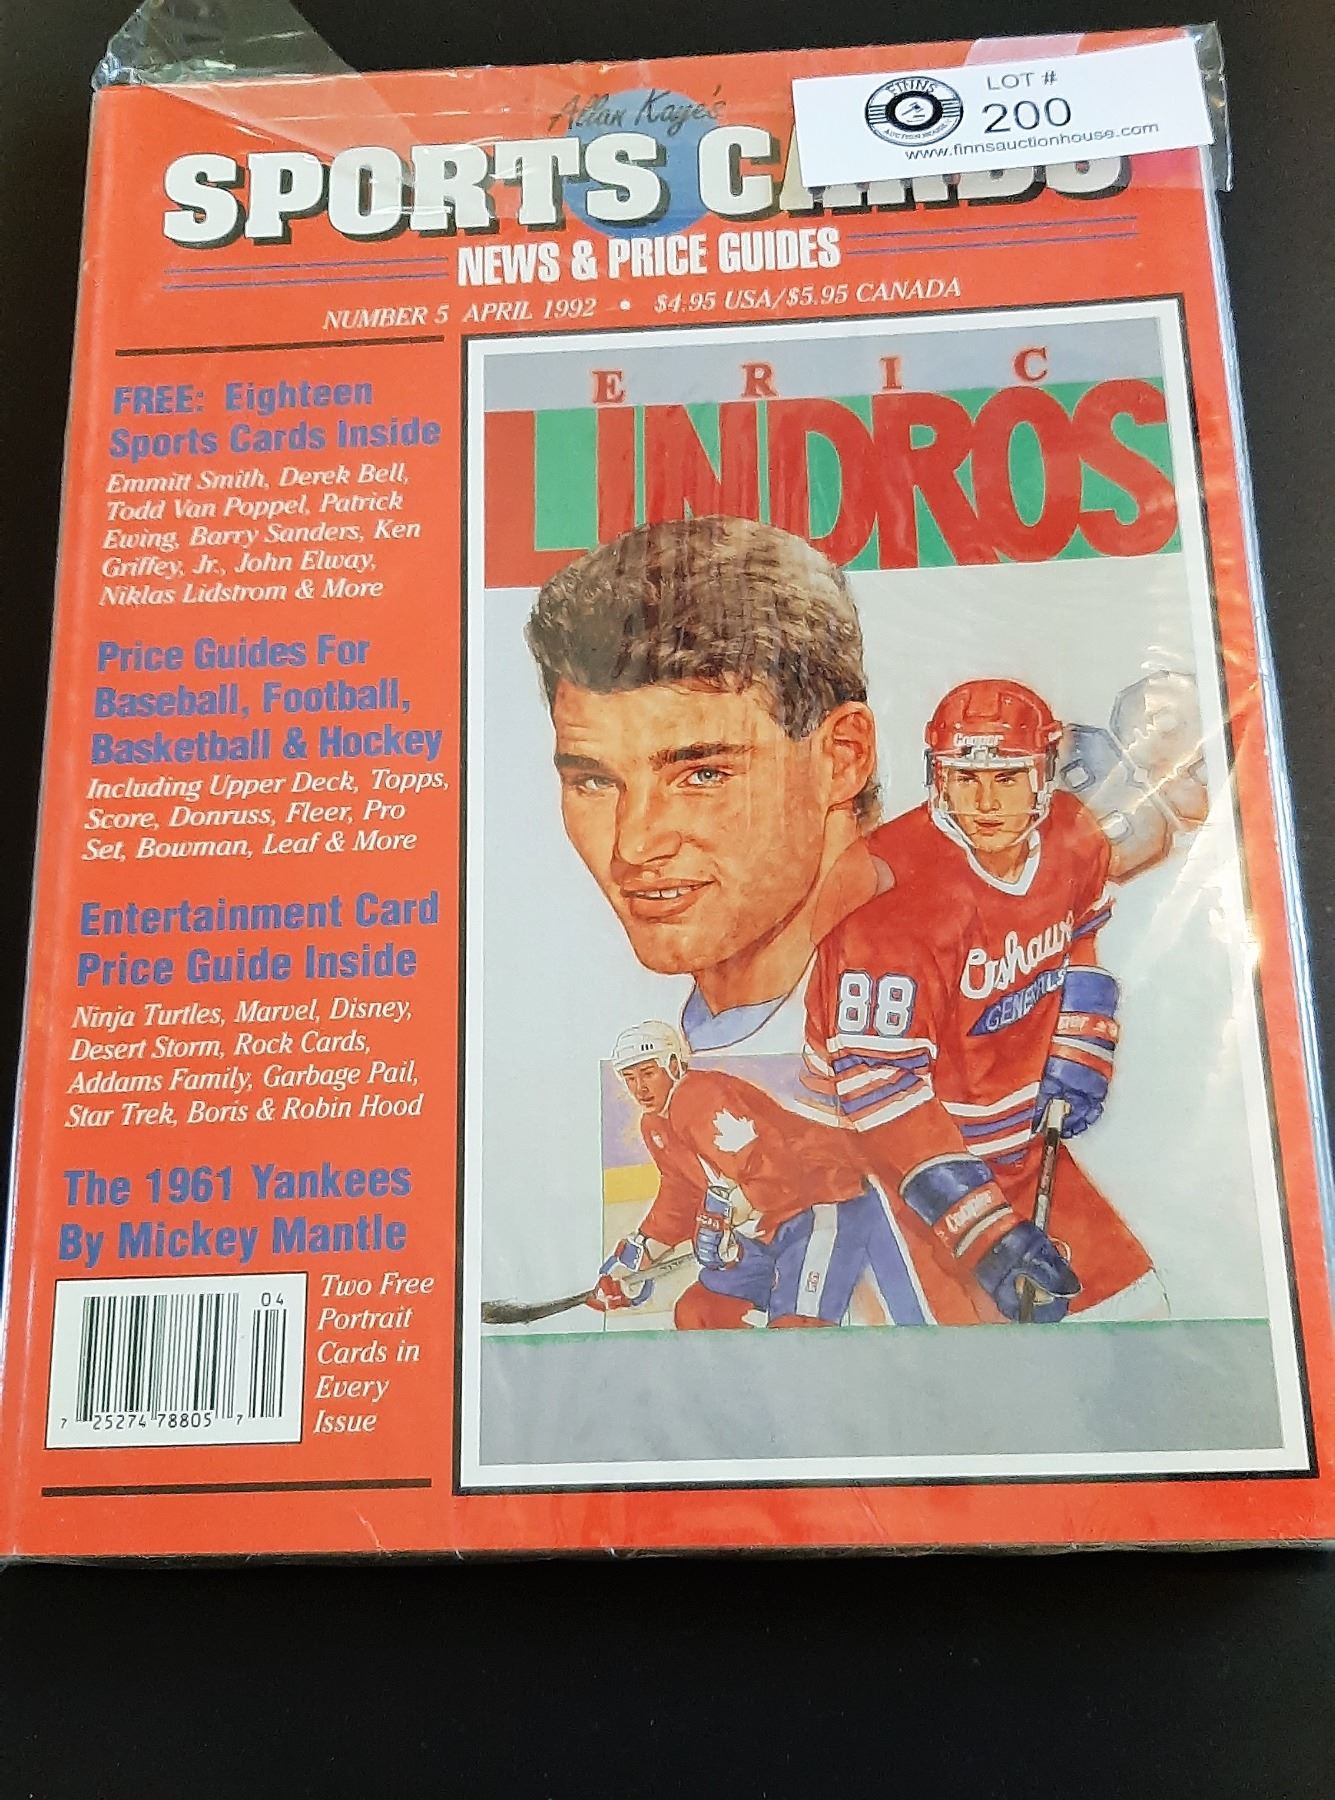 FINNS
AUCTION HOUSE
LOT #
200
www.finnsauctionhouse.com
Allan Kaye's
SPORTS CARDS
NEWS & PRICE GUIDES
NUMBER 5 APRIL 1992 • $4.95 USA/$5.95 CANADA
FREE: Eighteen
Sports Cards Inside
Emmitt Smith, Derek Bell,
Todd Van Poppel, Patrick
Ewing, Barry Sanders, Ken
Griffey, Jr., John Elway,
Niklas Lidstrom & More
Price Guides For
Baseball, Football,
Basketball & Hockey
Including Upper Deck, Topps,
Score, Donruss, Fleer, Pro
Set, Bowman, Leaf & More
Entertainment Card
Price Guide Inside
Ninja Turtles, Marvel, Disney,
Desert Storm, Rock Cards,
Addams Family, Garbage Pail,
Star Trek, Boris & Robin Hood
The 1961 Yankees
By Mickey Mantle
Two Free
Portrait
Cards in
Every
Issue
04
7 25274 78805 7
ERIC
LINDROS
Cooper
88
Oshawa
GENERALS
Cooper